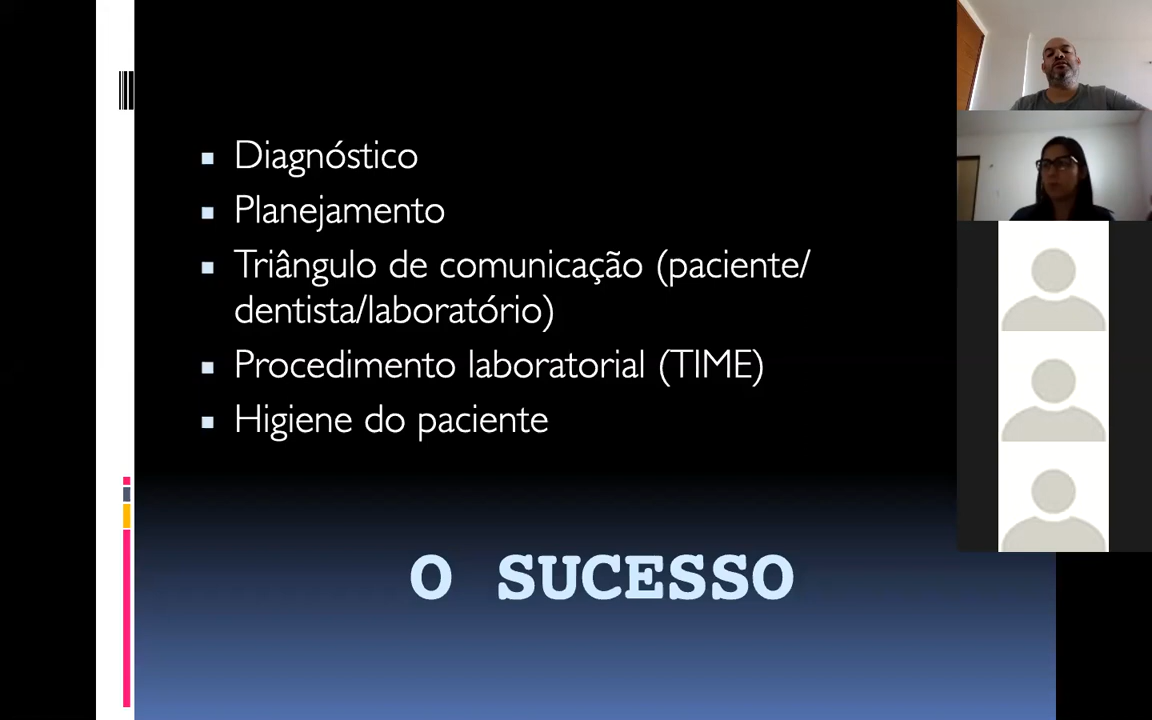 Diagnóstico
Planejamento
Triângulo de comunicação (paciente/
dentista/laboratório)
Procedimento laboratorial (TIME)
Higiene do paciente
O SUCESSO